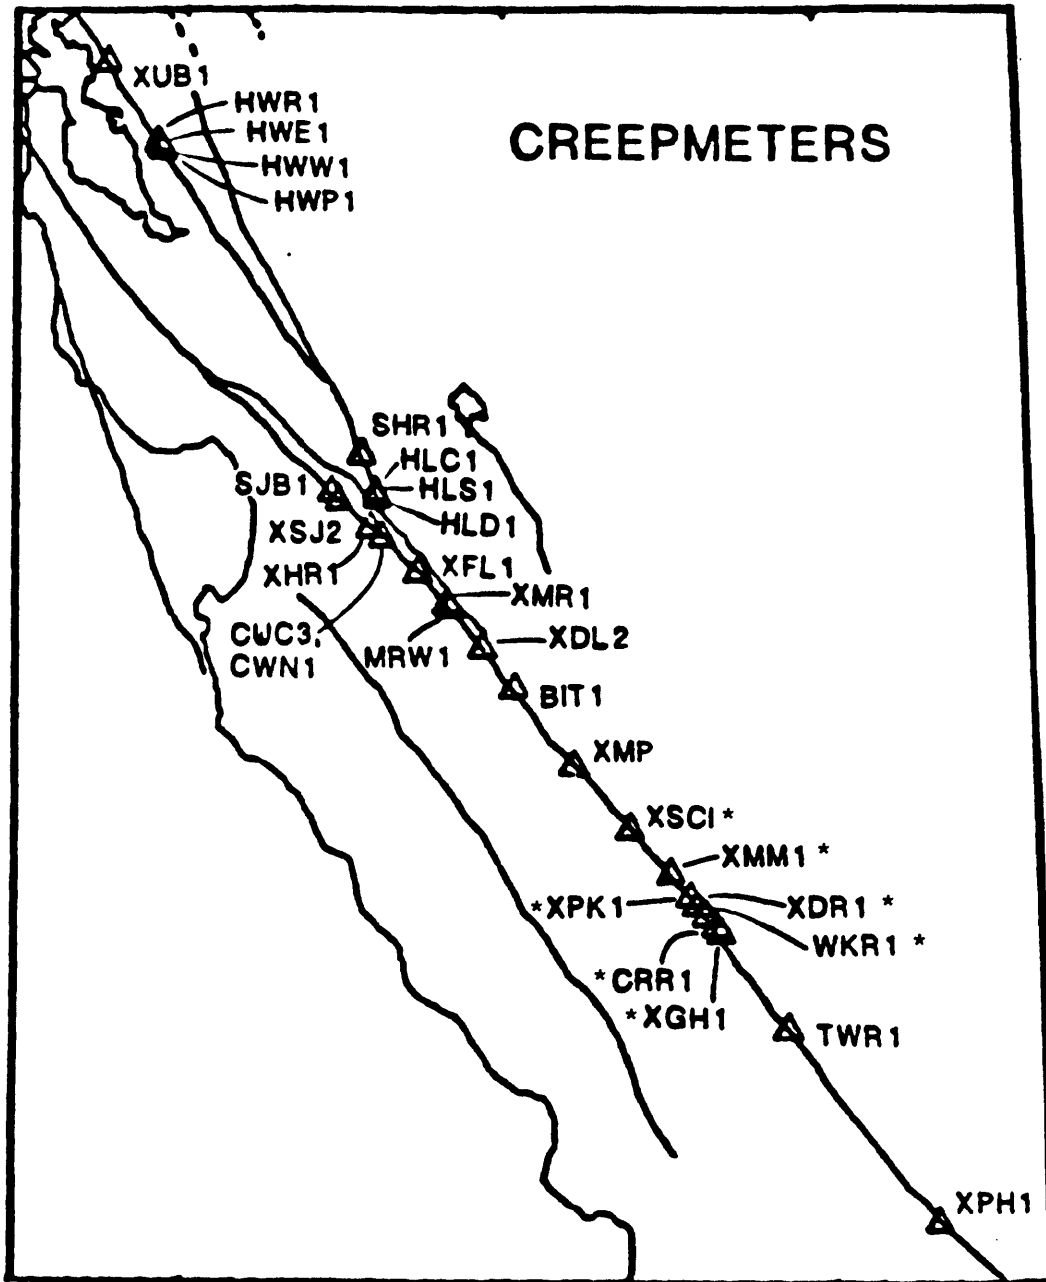 XUB1
HWR1
HWE1
CREEPMETERS
HWW1
HWP1
SHR1
HLC1
SJB1
HLS1
HLD1
XSJ2
XFL1
XHR1
XMR1
CWC3,
CWN1
MRW1
XDL2
BIT1
XMP
XSCI*
XMM1 *
*XPK1
XDR1 *
WKR1 *
*CRR1
*XGH1
TWR1
XPH1